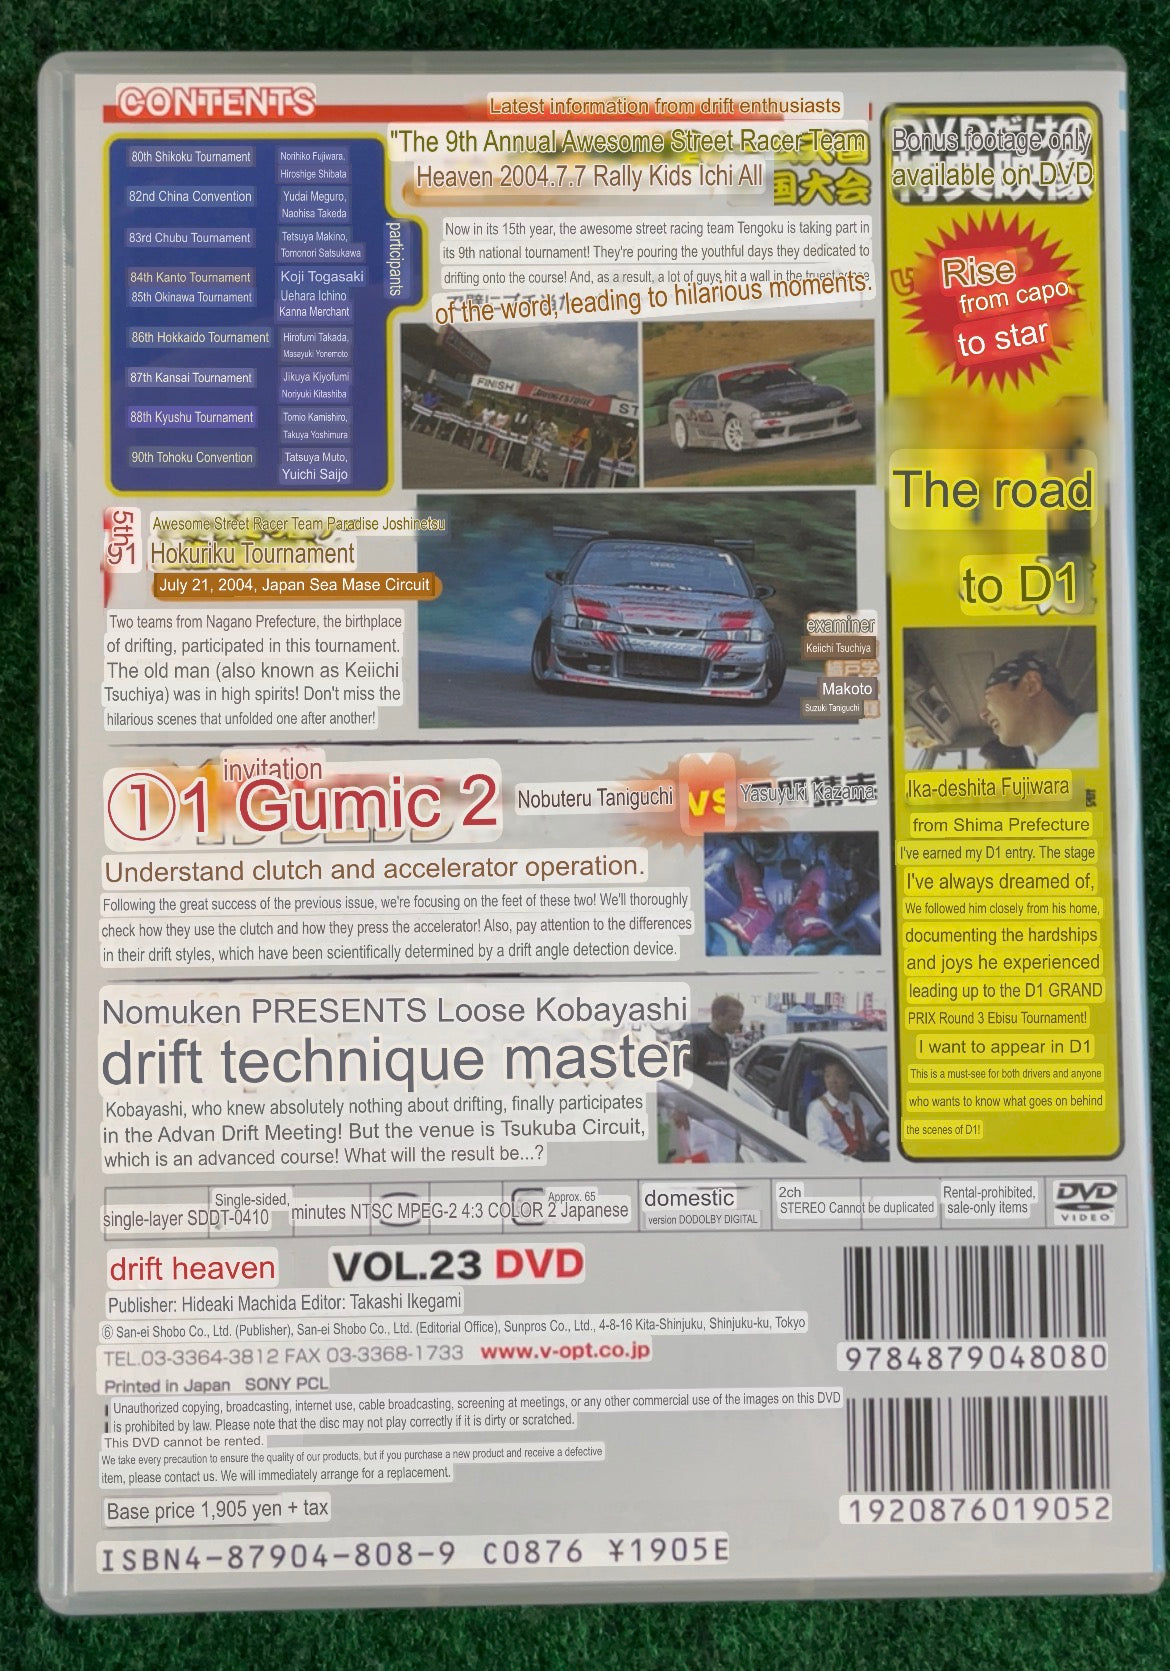 CONTENTS
Latest information from drift enthusiasts
"The 9th Annual Awesome Street Racer Team
Heaven 2004.7.7 Rally Kids Ichi All
国大会
Now in its 15th year, the awesome street racing team Tengoku is taking part in
its 9th national tournament! They're pouring the youthful days they dedicated to
drifting onto the course! And, as a result, a lot of guys hit a wall in the truest sense
of the word, leading to hilarious moments.
80th Shikoku Tournament
Norihiko Fujiwara,
Hiroshige Shibata
82nd China Convention
Yudai Meguro,
Naohisa Takeda
83rd Chubu Tournament
Tetsuya Makino,
Tomonori Satsukawa
84th Kanto Tournament
Koji Togasaki
85th Okinawa Tournament
Uehara Ichino
Kanna Merchant
86th Hokkaido Tournament
Hirofumi Takada,
Masayuki Yonemoto
87th Kansai Tournament
Jikuya Kiyofumi
Noriyuki Kitashiba
88th Kyushu Tournament
Tomio Kamishiro,
Takuya Yoshimura
90th Tohoku Convention
Tatsuya Muto,
Yuichi Saijo
participants
FINISH
BRIDGESTONE
ST
5th
51
Awesome Street Racer Team Paradise Joshinetsu
Hokuriku Tournament
July 21, 2004, Japan Sea Mase Circuit
Two teams from Nagano Prefecture, the birthplace
of drifting, participated in this tournament.
The old man (also known as Keiichi
Tsuchiya) was in high spirits! Don't miss the
hilarious scenes that unfolded one after another!
examiner
Keiichi Tsuchiya
Makoto
Suzuki Taniguchi
invitation
①1 Gumic 2
Nobuteru Taniguchi
vs
Yasuyuki Kazama
Understand clutch and accelerator operation.
Following the great success of the previous issue, we're focusing on the feet of these two! We'll thoroughly
check how they use the clutch and how they press the accelerator! Also, pay attention to the differences
in their drift styles, which have been scientifically determined by a drift angle detection device.
Nomuken PRESENTS Loose Kobayashi
drift technique master
Kobayashi, who knew absolutely nothing about drifting, finally participates
in the Advan Drift Meeting! But the venue is Tsukuba Circuit,
which is an advanced course! What will the result be...?
Bonus footage only
available on DVD
Rise
from capo
to star
The road
to D1
Ika-deshita Fujiwara
from Shima Prefecture
I've earned my D1 entry. The stage
I've always dreamed of,
We followed him closely from his home,
documenting the hardships
and joys he experienced
leading up to the D1 GRAND
PRIX Round 3 Ebisu Tournament!
I want to appear in D1
This is a must-see for both drivers and anyone
who wants to know what goes on behind
the scenes of D1!
Single-sided,
single-layer SDDT-0410
Approx. 65
minutes NTSC MPEG-2 4:3 COLOR 2 Japanese
domestic
version DODOLBY DIGITAL
2ch
STEREO Cannot be duplicated
Rental-prohibited,
sale-only items
DVD
VIDEO
drift heaven VOL.23 DVD
Publisher: Hideaki Machida Editor: Takashi Ikegami
⑥ San-ei Shobo Co., Ltd. (Publisher), San-ei Shobo Co., Ltd. (Editorial Office), Sunpros Co., Ltd., 4-8-16 Kita-Shinjuku, Shinjuku-ku, Tokyo
TEL.03-3364-3812 FAX 03-3368-1733 www.v-opt.co.jp
Printed in Japan SONY PCL
Unauthorized copying, broadcasting, internet use, cable broadcasting, screening at meetings, or any other commercial use of the images on this DVD
is prohibited by law. Please note that the disc may not play correctly if it is dirty or scratched.
This DVD cannot be rented.
We take every precaution to ensure the quality of our products, but if you purchase a new product and receive a defective
item, please contact us. We will immediately arrange for a replacement.
Base price 1,905 yen + tax
ISBN4-87904-808-9 C0876 ¥1905E
9784879048080
1920876019052